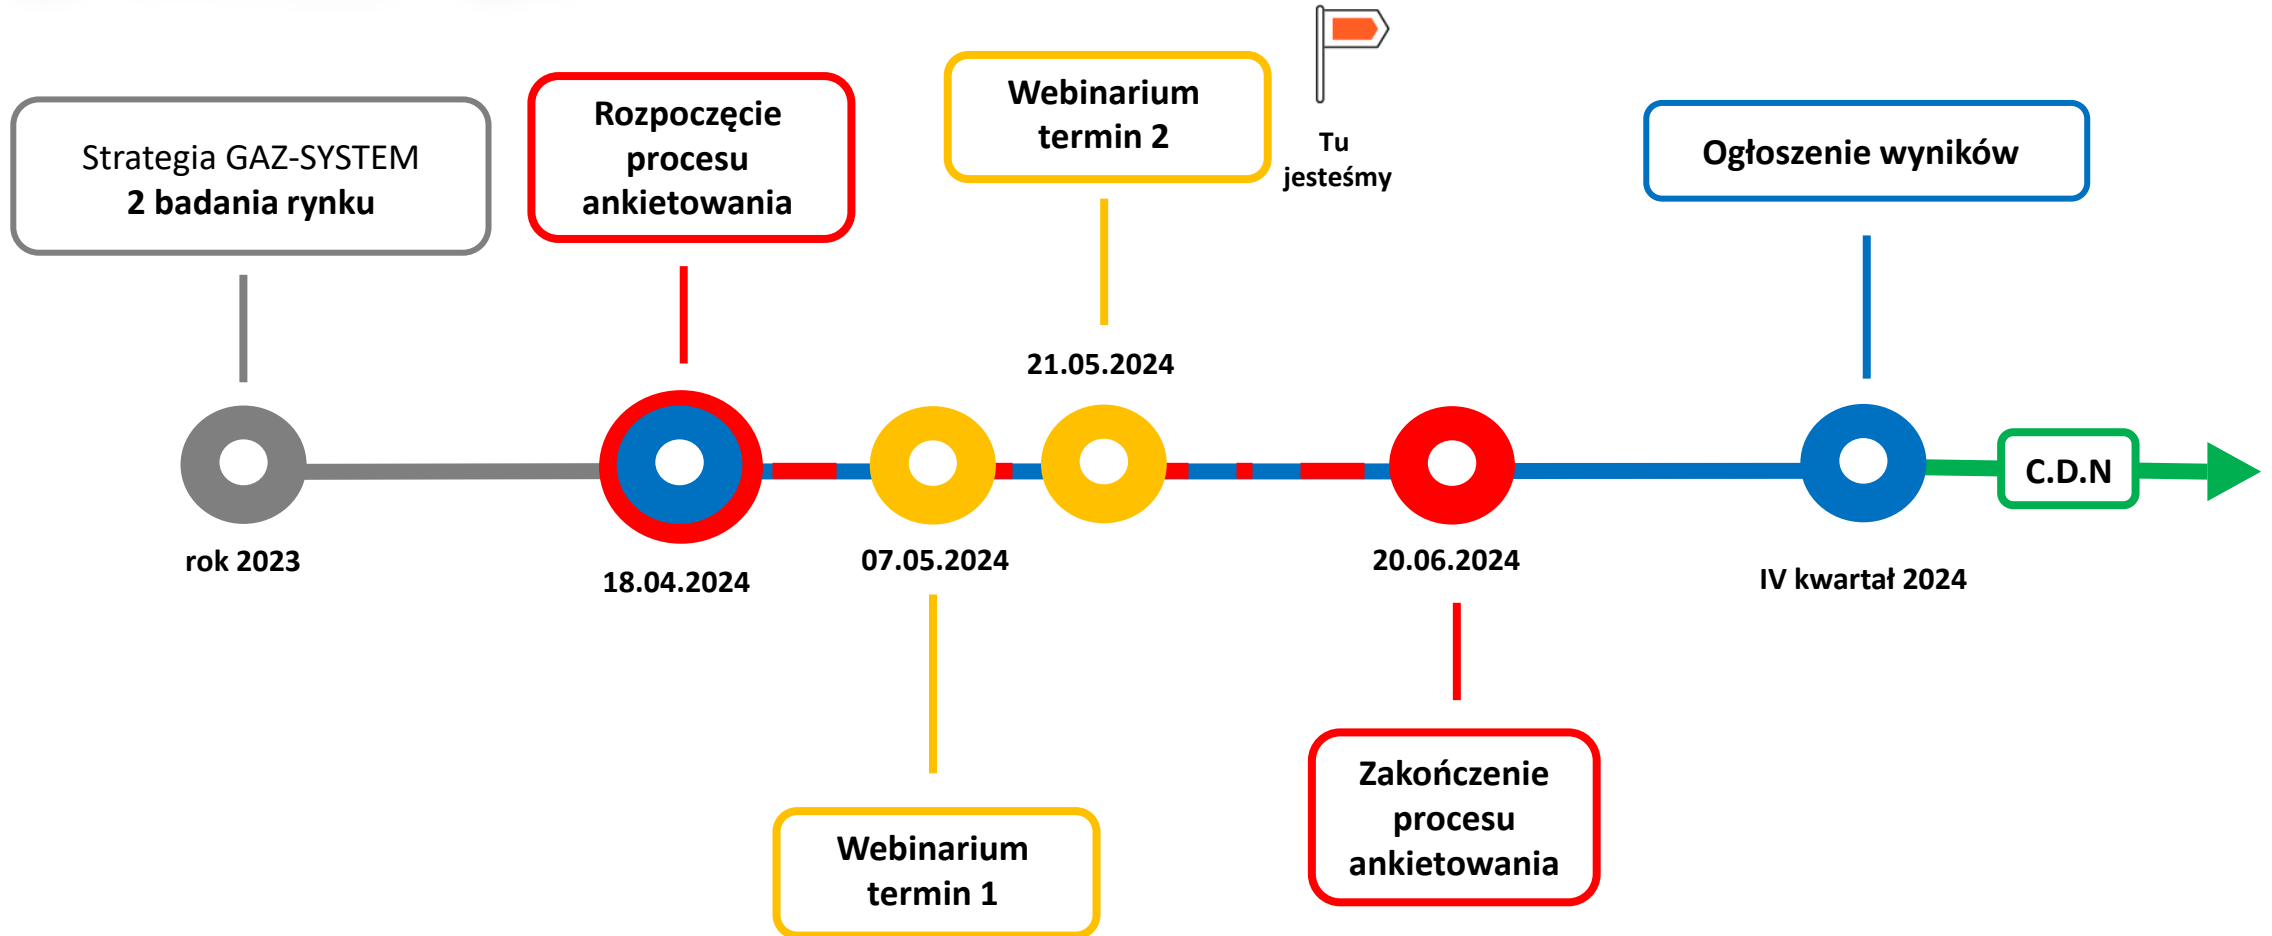 Strategia GAZ-SYSTEM
2 badania rynku
rok 2023
Rozpoczęcie
procesu
ankietowania
18.04.2024
07.05.2024
Webinarium
termin 1
Webinarium
termin 2
21.05.2024
Tu
jesteśmy
20.06.2024
Zakończenie
procesu
ankietowania
Ogłoszenie wyników
IV kwartał 2024
C.D.N